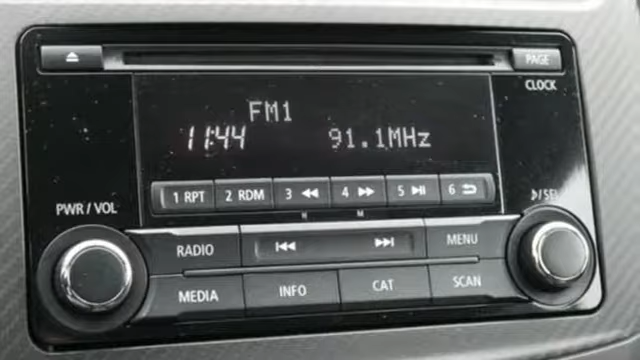 PAGE
CLOCK
FM1
11:44 91.1MHz
1 RPT 2 RDM 3 4 5 6
PWR / VOL
♪/SEL
RADIO MENU
MEDIA INFO CAT SCAN